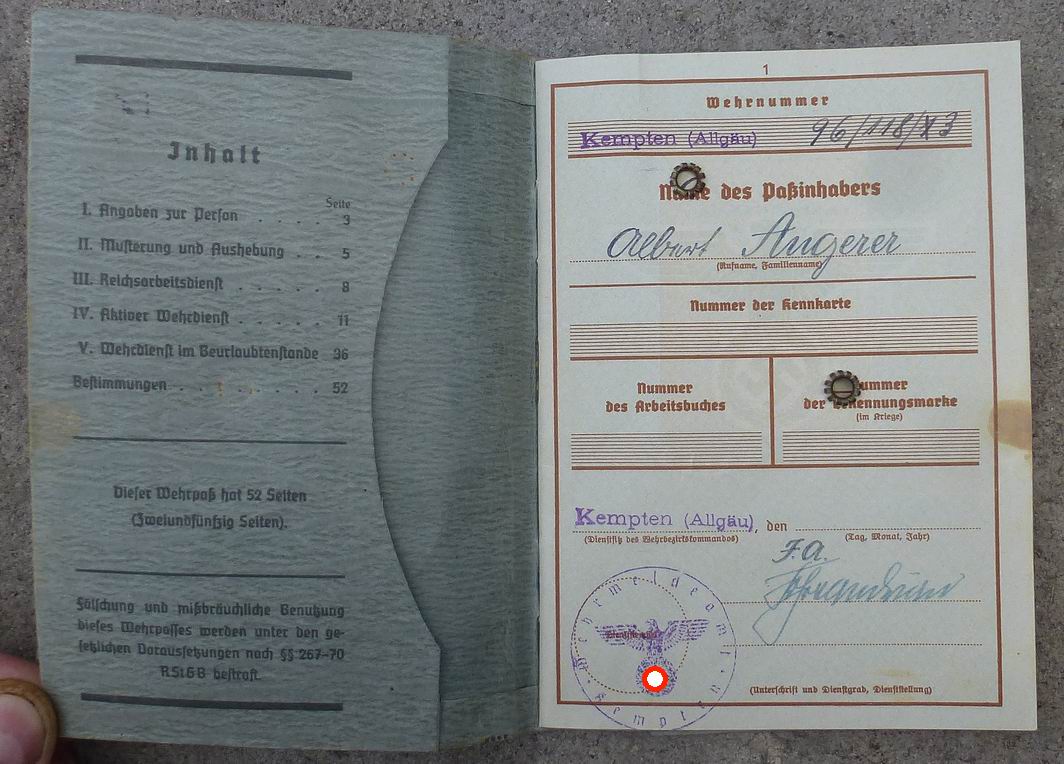 Inhalt
Seite
I. Angaben zur Person . . . . . 3
II. Musterung und Aushebung . . . . 5
III. Reichsarbeitsdienst . . . . . . 8
IV. Aktiver Wehrdienst . . . . . . 11
V. Wehrdienst im Beurlaubtenstande 36
Bestimmungen . . . . . . . . 52
Dieser Wehrpaß hat 52 Seiten
(Zweiundfünfzig Seiten).
Fälschung und mißbräuchliche Benutzung
dieses Wehrpasses werden unter den ge-
setzlichen Voraussetzungen nach §§ 267–70
RStGB bestraft.
1
Wehrnummer
Kempten (Allgäu) 96/118/
Name des Paßinhabers
Albert Angerer
(Rufname, Familienname)
Nummer der Kennkarte
Nummer
des Arbeitsbuches
Nummer
der Erkennungsmarke
(im Kriege)
Kempten (Allgäu), den
(Dienstsitz des Wehrbezirkskommandos) (Tag, Monat, Jahr)
J.A.
Wehrmeldeamt
Kempten
(Unterschrift und Dienstgrad, Dienststellung)